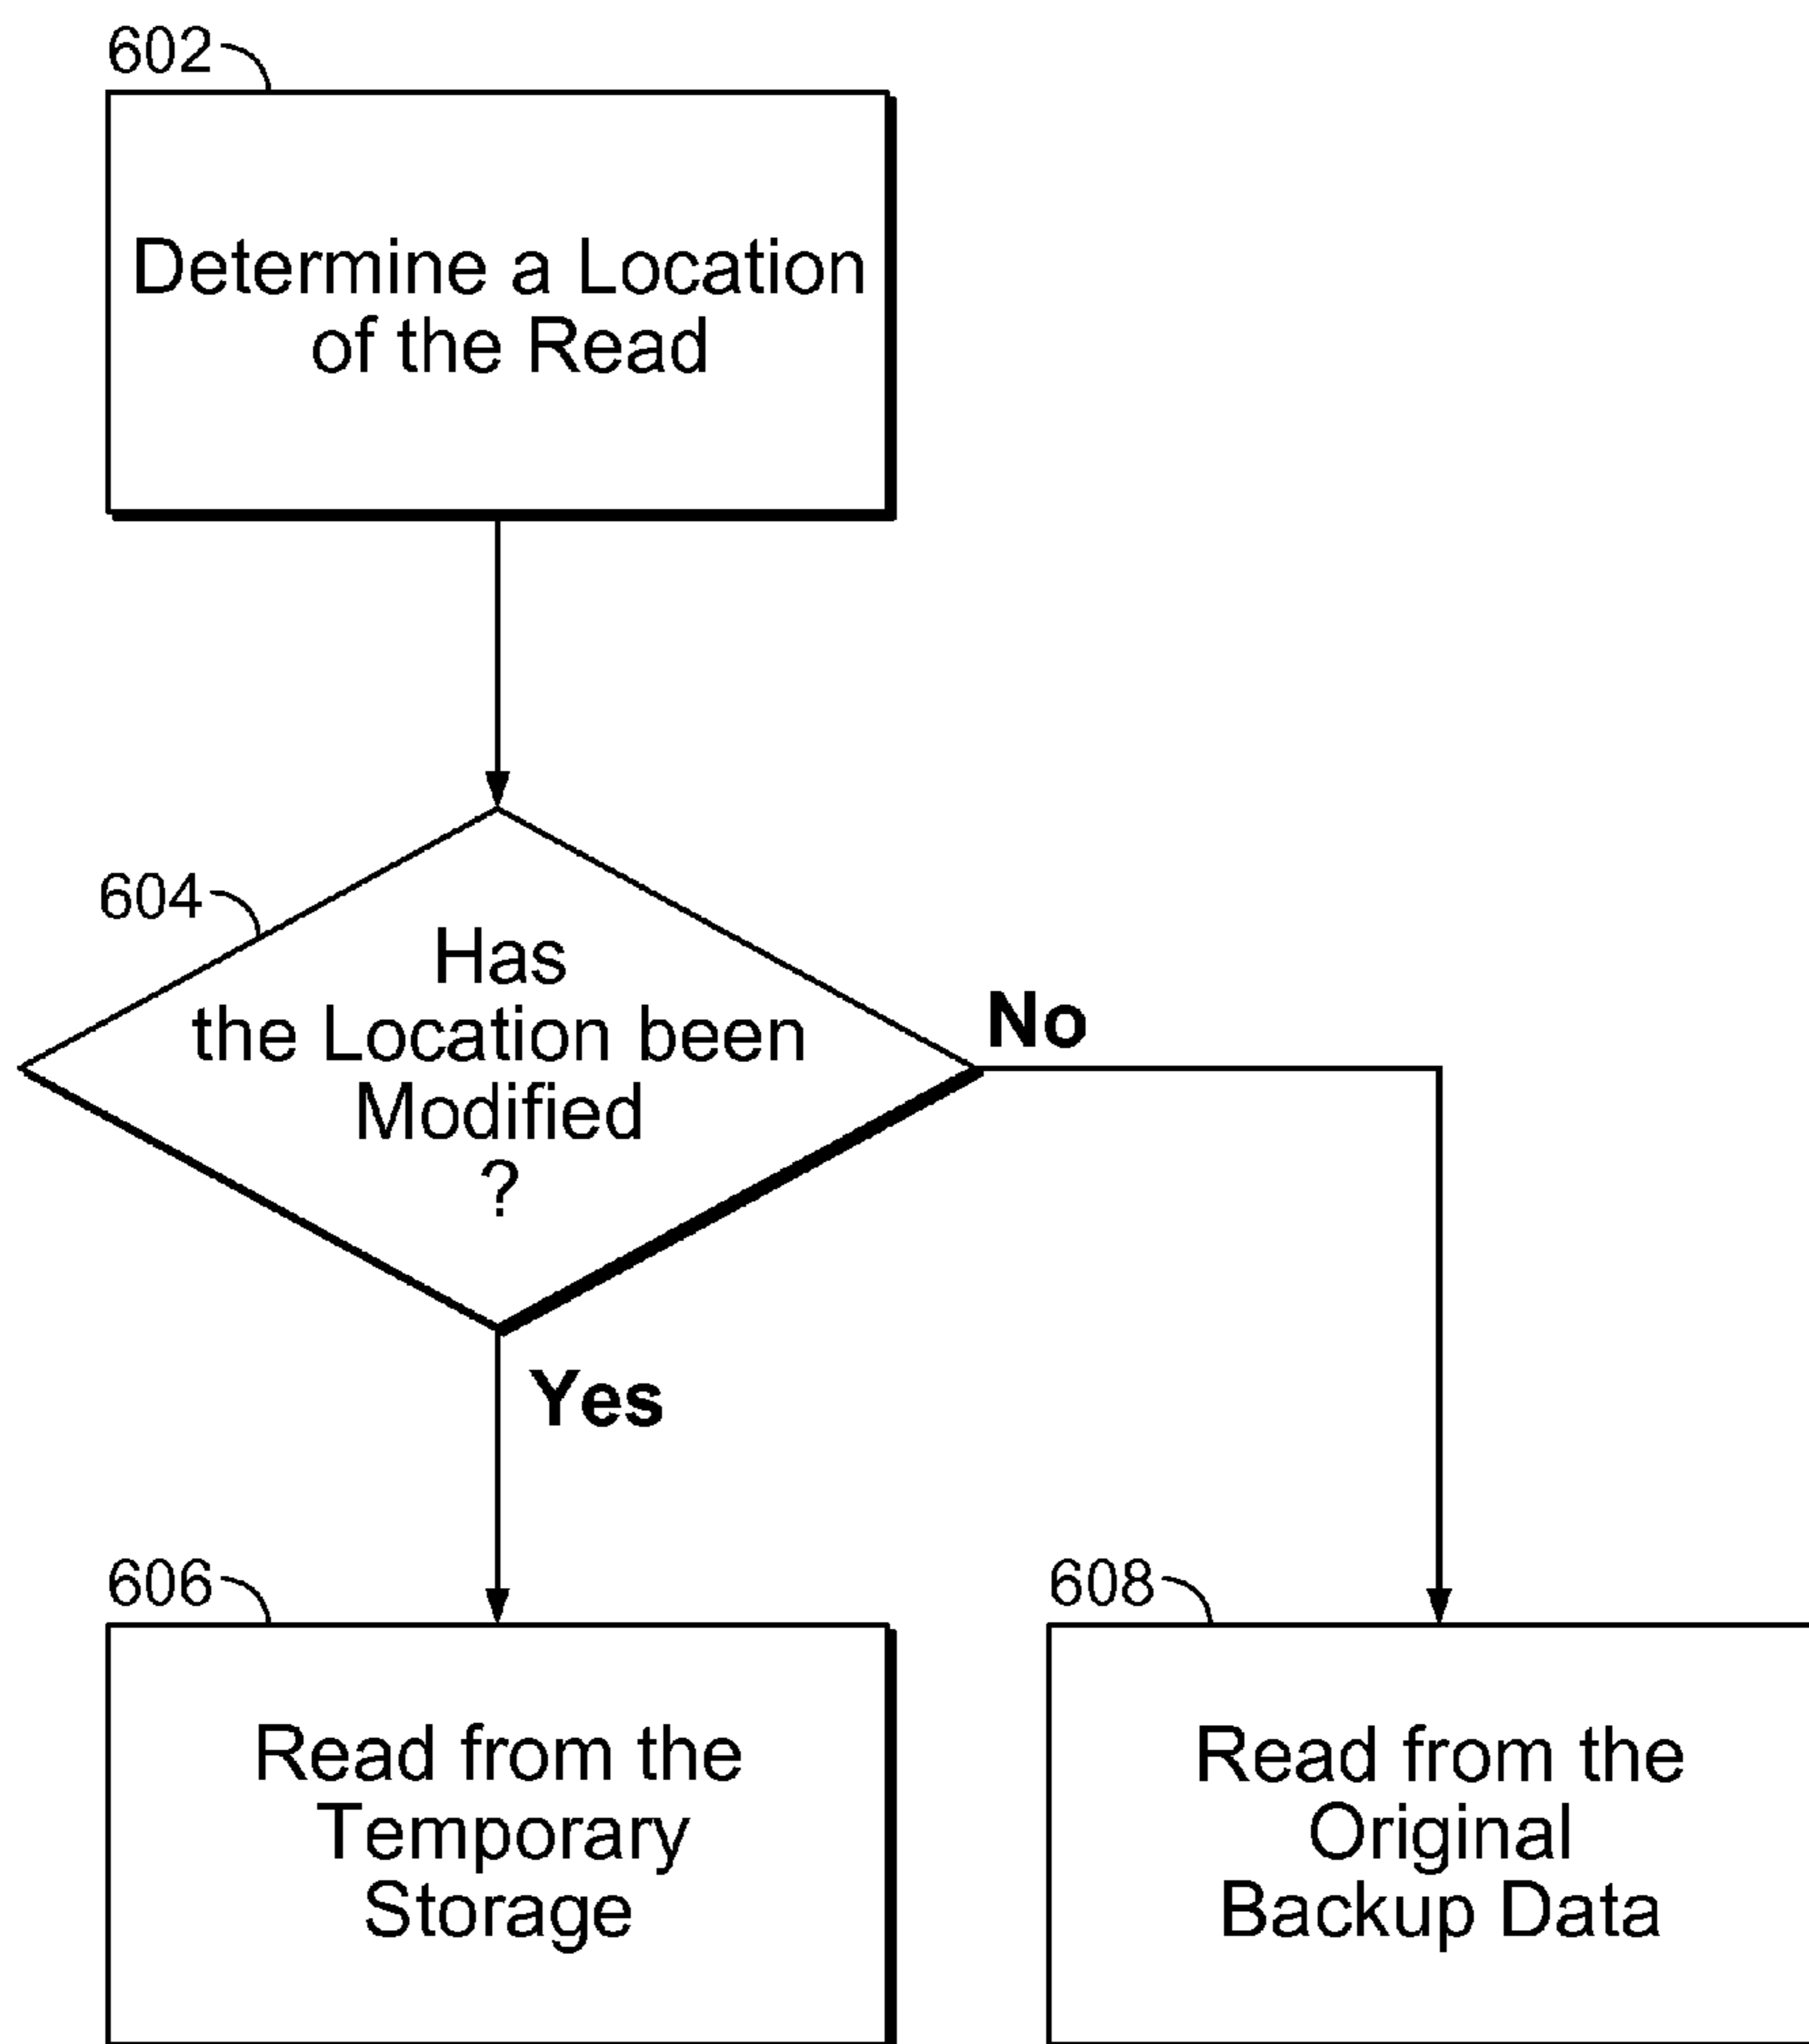 602
Determine a Location
of the Read
604
Has
the Location been
Modified
?
No
Yes
606
Read from the
Temporary
Storage
608
Read from the
Original
Backup Data